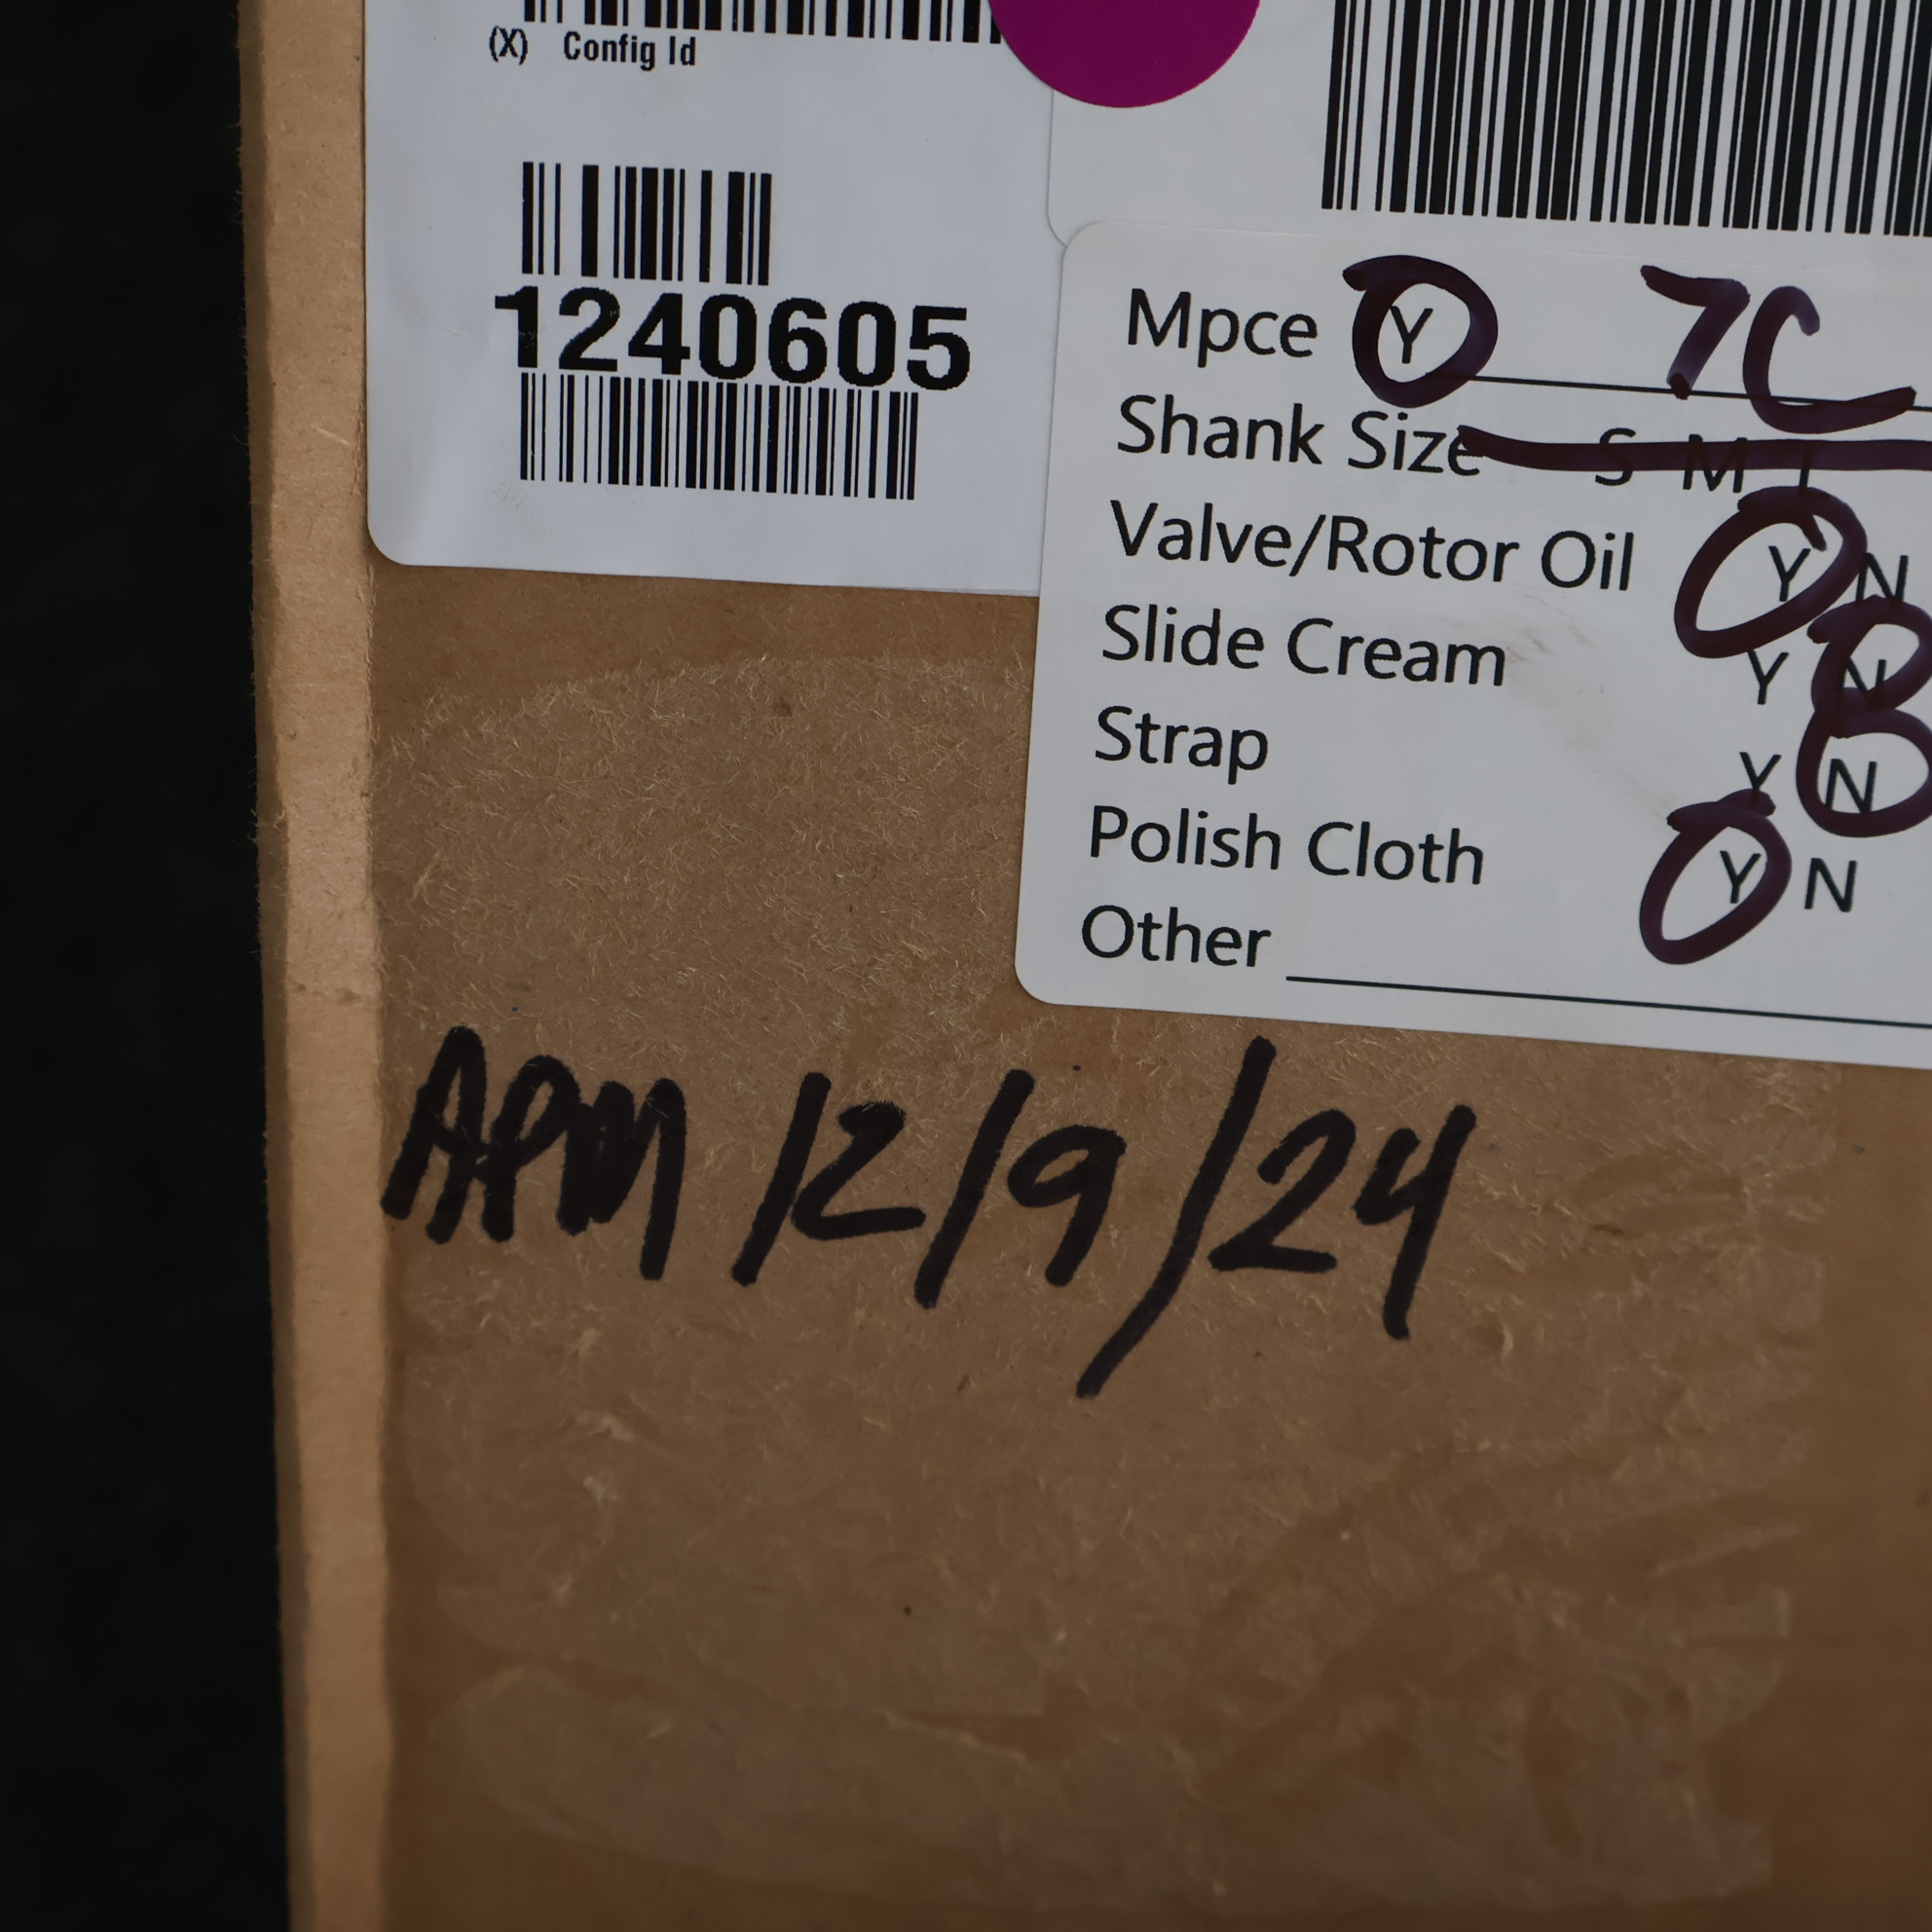 (X) Config Id
1240605
Mpce Y 7C
Shank Size S M L
Valve/Rotor Oil Y N
Slide Cream Y N
Strap Y N
Polish Cloth Y N
Other
APM 12/9/24